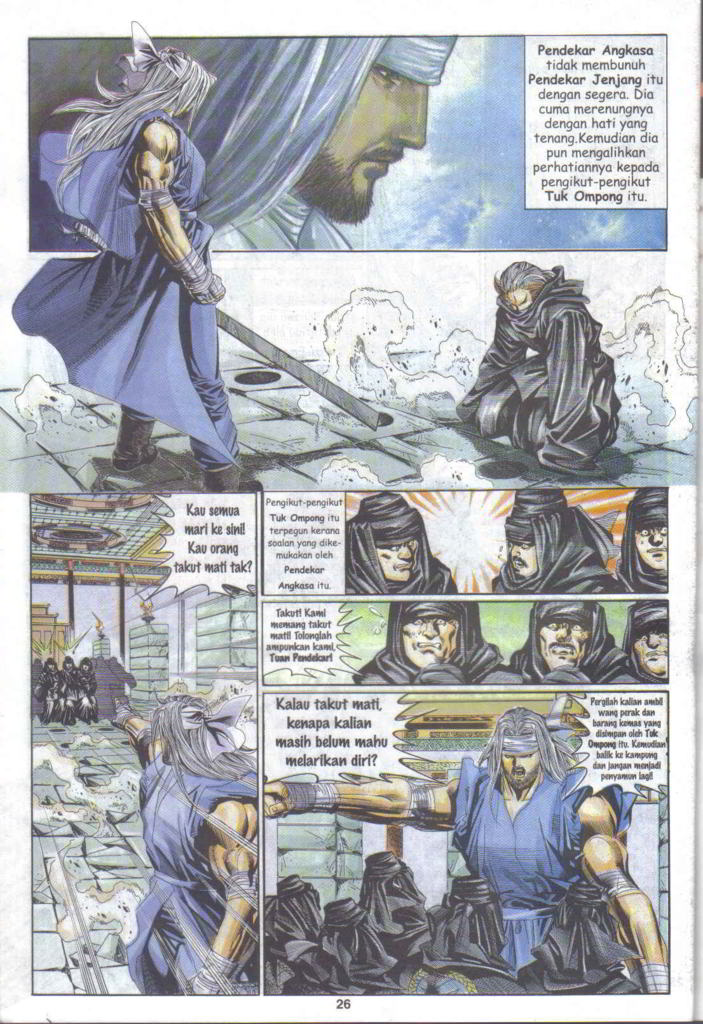 Pendekar Angkasa
tidak membunuh
Pendekar Jenjang itu
dengan segera. Dia
cuma merenungnya
dengan hati yang
tenang.Kemudian dia
pun mengalihkan
perhatiannya kepada
pengikut-pengikut
Tuk Ompong itu.
Kau semua
mari ke sini!
Kau orang
takut mati tak?
Pengikut-pengikut
Tuk Ompong itu
terpegun kerana
soalan yang dike-
mukakan oleh
Pendekar
Angkasa itu.
Takut! Kami
memang takut
mati! Tolonglah
ampunkan kami,
Tuan Pendekar!
Kalau takut mati,
kenapa kalian
masih belum mahu
melarikan diri?
Pergilah kalian ambil
wang perak dan
barang kemas yang
disimpan oleh Tuk
Ompong itu. Kemudian
balik ke kampung
dan jangan menjadi
penyamun lagi!
26